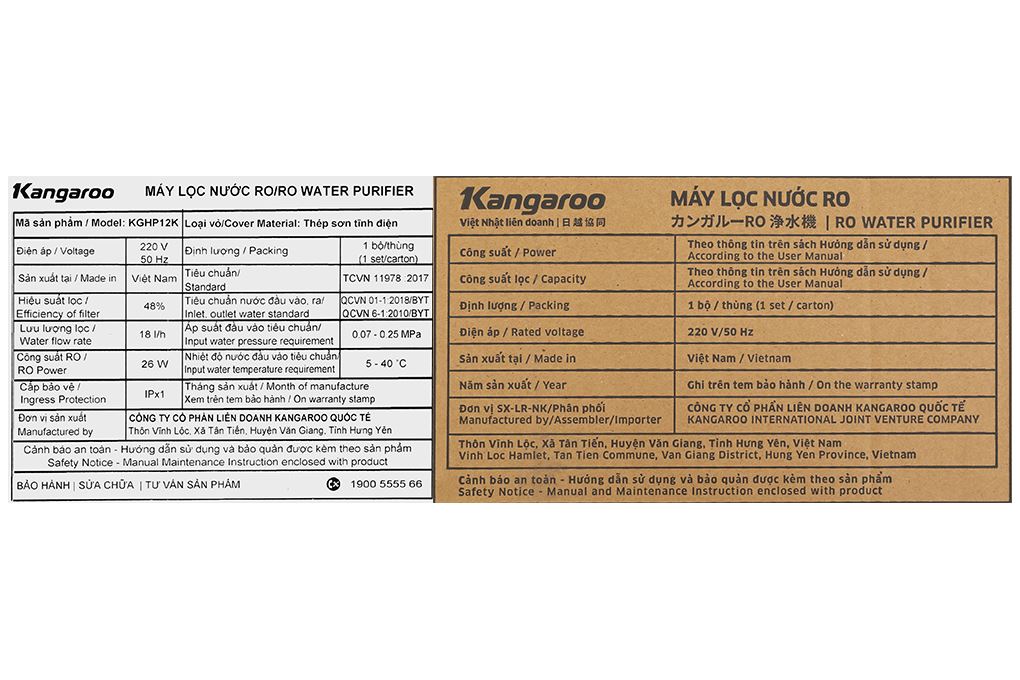 Kangaroo MÁY LỌC NƯỚC RO/RO WATER PURIFIER
Mã sản phẩm / Model: KGHP12K Loại vỏ/Cover Material: Thép sơn tĩnh điện
Điện áp / Voltage 220 V
50 Hz Định lượng / Packing 1 bộ/thùng
(1 set/carton)
Sản xuất tại / Made in Việt Nam Tiêu chuẩn/
Standard TCVN 11978 :2017
Hiệu suất lọc /
Efficiency of filter 48% Tiêu chuẩn nước đầu vào, ra/
Inlet, outlet water standard QCVN 01-1:2018/BYT
QCVN 6-1:2010/BYT
Lưu lượng lọc /
Water flow rate 18 l/h Áp suất đầu vào tiêu chuẩn/
Input water pressure requirement 0.07 - 0.25 MPa
Công suất RO /
RO Power 26 W Nhiệt độ nước đầu vào tiêu chuẩn/
Input water temperature requirement 5 - 40 °C
Cấp bảo vệ /
Ingress Protection IPx1 Tháng sản xuất / Month of manufacture
Xem trên tem bảo hành / On warranty stamp
Đơn vị sản xuất
Manufactured by CÔNG TY CỔ PHẦN LIÊN DOANH KANGAROO QUỐC TẾ
Thôn Vĩnh Lộc, Xã Tân Tiến, Huyện Văn Giang, Tỉnh Hưng Yên
Cảnh báo an toàn - Hướng dẫn sử dụng và bảo quản được kèm theo sản phẩm
Safety Notice - Manual Maintenance Instruction enclosed with product
BẢO HÀNH | SỬA CHỮA | TƯ VẤN SẢN PHẨM 1900 5555 66
Kangaroo MÁY LỌC NƯỚC RO
Việt Nhật liên doanh | 日越協同 カンガルーRO 浄水機 | RO WATER PURIFIER
Công suất / Power Theo thông tin trên sách Hướng dẫn sử dụng /
According to the User Manual
Công suất lọc / Capacity Theo thông tin trên sách Hướng dẫn sử dụng /
According to the User Manual
Định lượng / Packing 1 bộ / thùng (1 set / carton)
Điện áp / Rated voltage 220 V/50 Hz
Sản xuất tại / Made in Việt Nam / Vietnam
Năm sản xuất / Year Ghi trên tem bảo hành / On the warranty stamp
Đơn vị SX-LR-NK/Phân phối
Manufactured by/Assembler/Importer CÔNG TY CỔ PHẦN LIÊN DOANH KANGAROO QUỐC TẾ
KANGAROO INTERNATIONAL JOINT VENTURE COMPANY
Thôn Vĩnh Lộc, Xã Tân Tiến, Huyện Văn Giang, Tỉnh Hưng Yên, Việt Nam
Vinh Loc Hamlet, Tan Tien Commune, Van Giang District, Hung Yen Province, Vietnam
Cảnh báo an toàn - Hướng dẫn sử dụng và bảo quản được kèm theo sản phẩm
Safety Notice - Manual and Maintenance Instruction enclosed with product